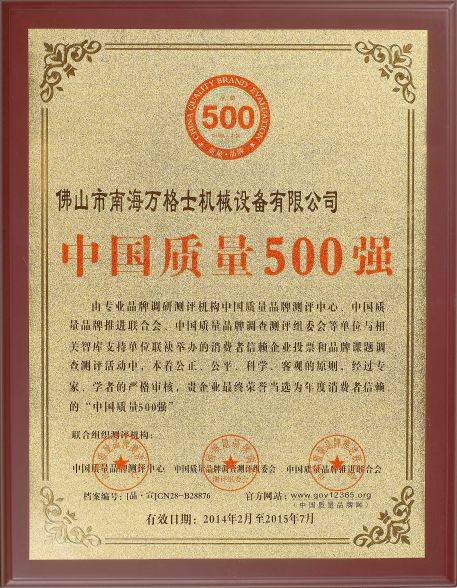 CHINA QUALITY BRAND EVALUATION
500
质量·品牌
佛山市南海万格士机械设备有限公司
中国质量500强
由专业品牌调研测评机构中国质量品牌测评中心、中国质
量品牌推进联合会、中国质量品牌调查测评组委会等单位与相
关智库支持单位联袂举办的消费者信赖企业投票和品牌课题调
查测评活动中，本着公正、公平、科学、客观的原则，经过专
家、学者的严格审核，贵企业最终荣誉当选为年度消费者信赖
的“中国质量500强”
联合组织测评机构：
中国质量品牌测评中心 中国质量品牌调查测评组委会 中国质量品牌推进联合会
档案编号：[品·宣]CN28-B28876 官方网站：www.gov12365.org
（中国质量品牌网）
有效日期：2014年2月至2015年7月